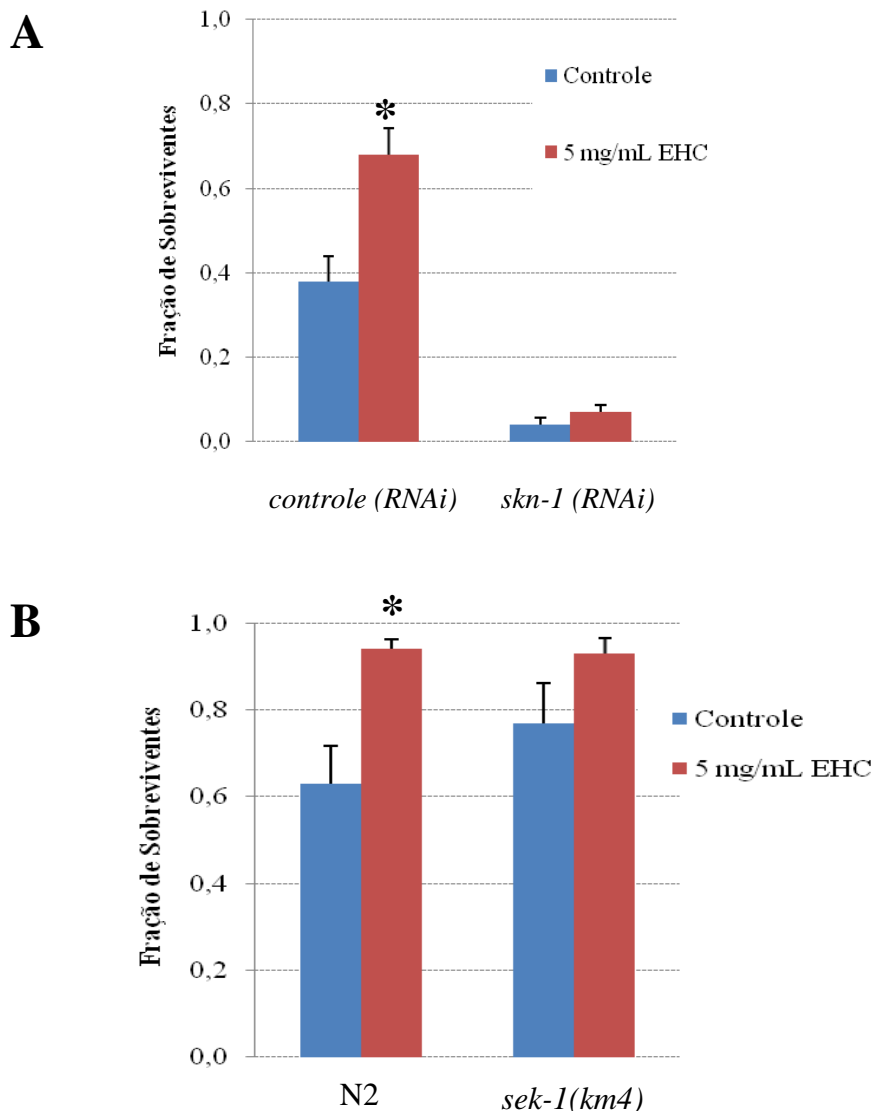 A
Fração de Sobreviventes
1,0
0,8
0,6
0,4
0,2
0,0
*
Controle
5 mg/mL EHC
controle (RNAi)
skn-1 (RNAi)
B
Fração de Sobreviventes
1,0
0,8
0,6
0,4
0,2
0,0
*
Controle
5 mg/mL EHC
N2
sek-1(km4)